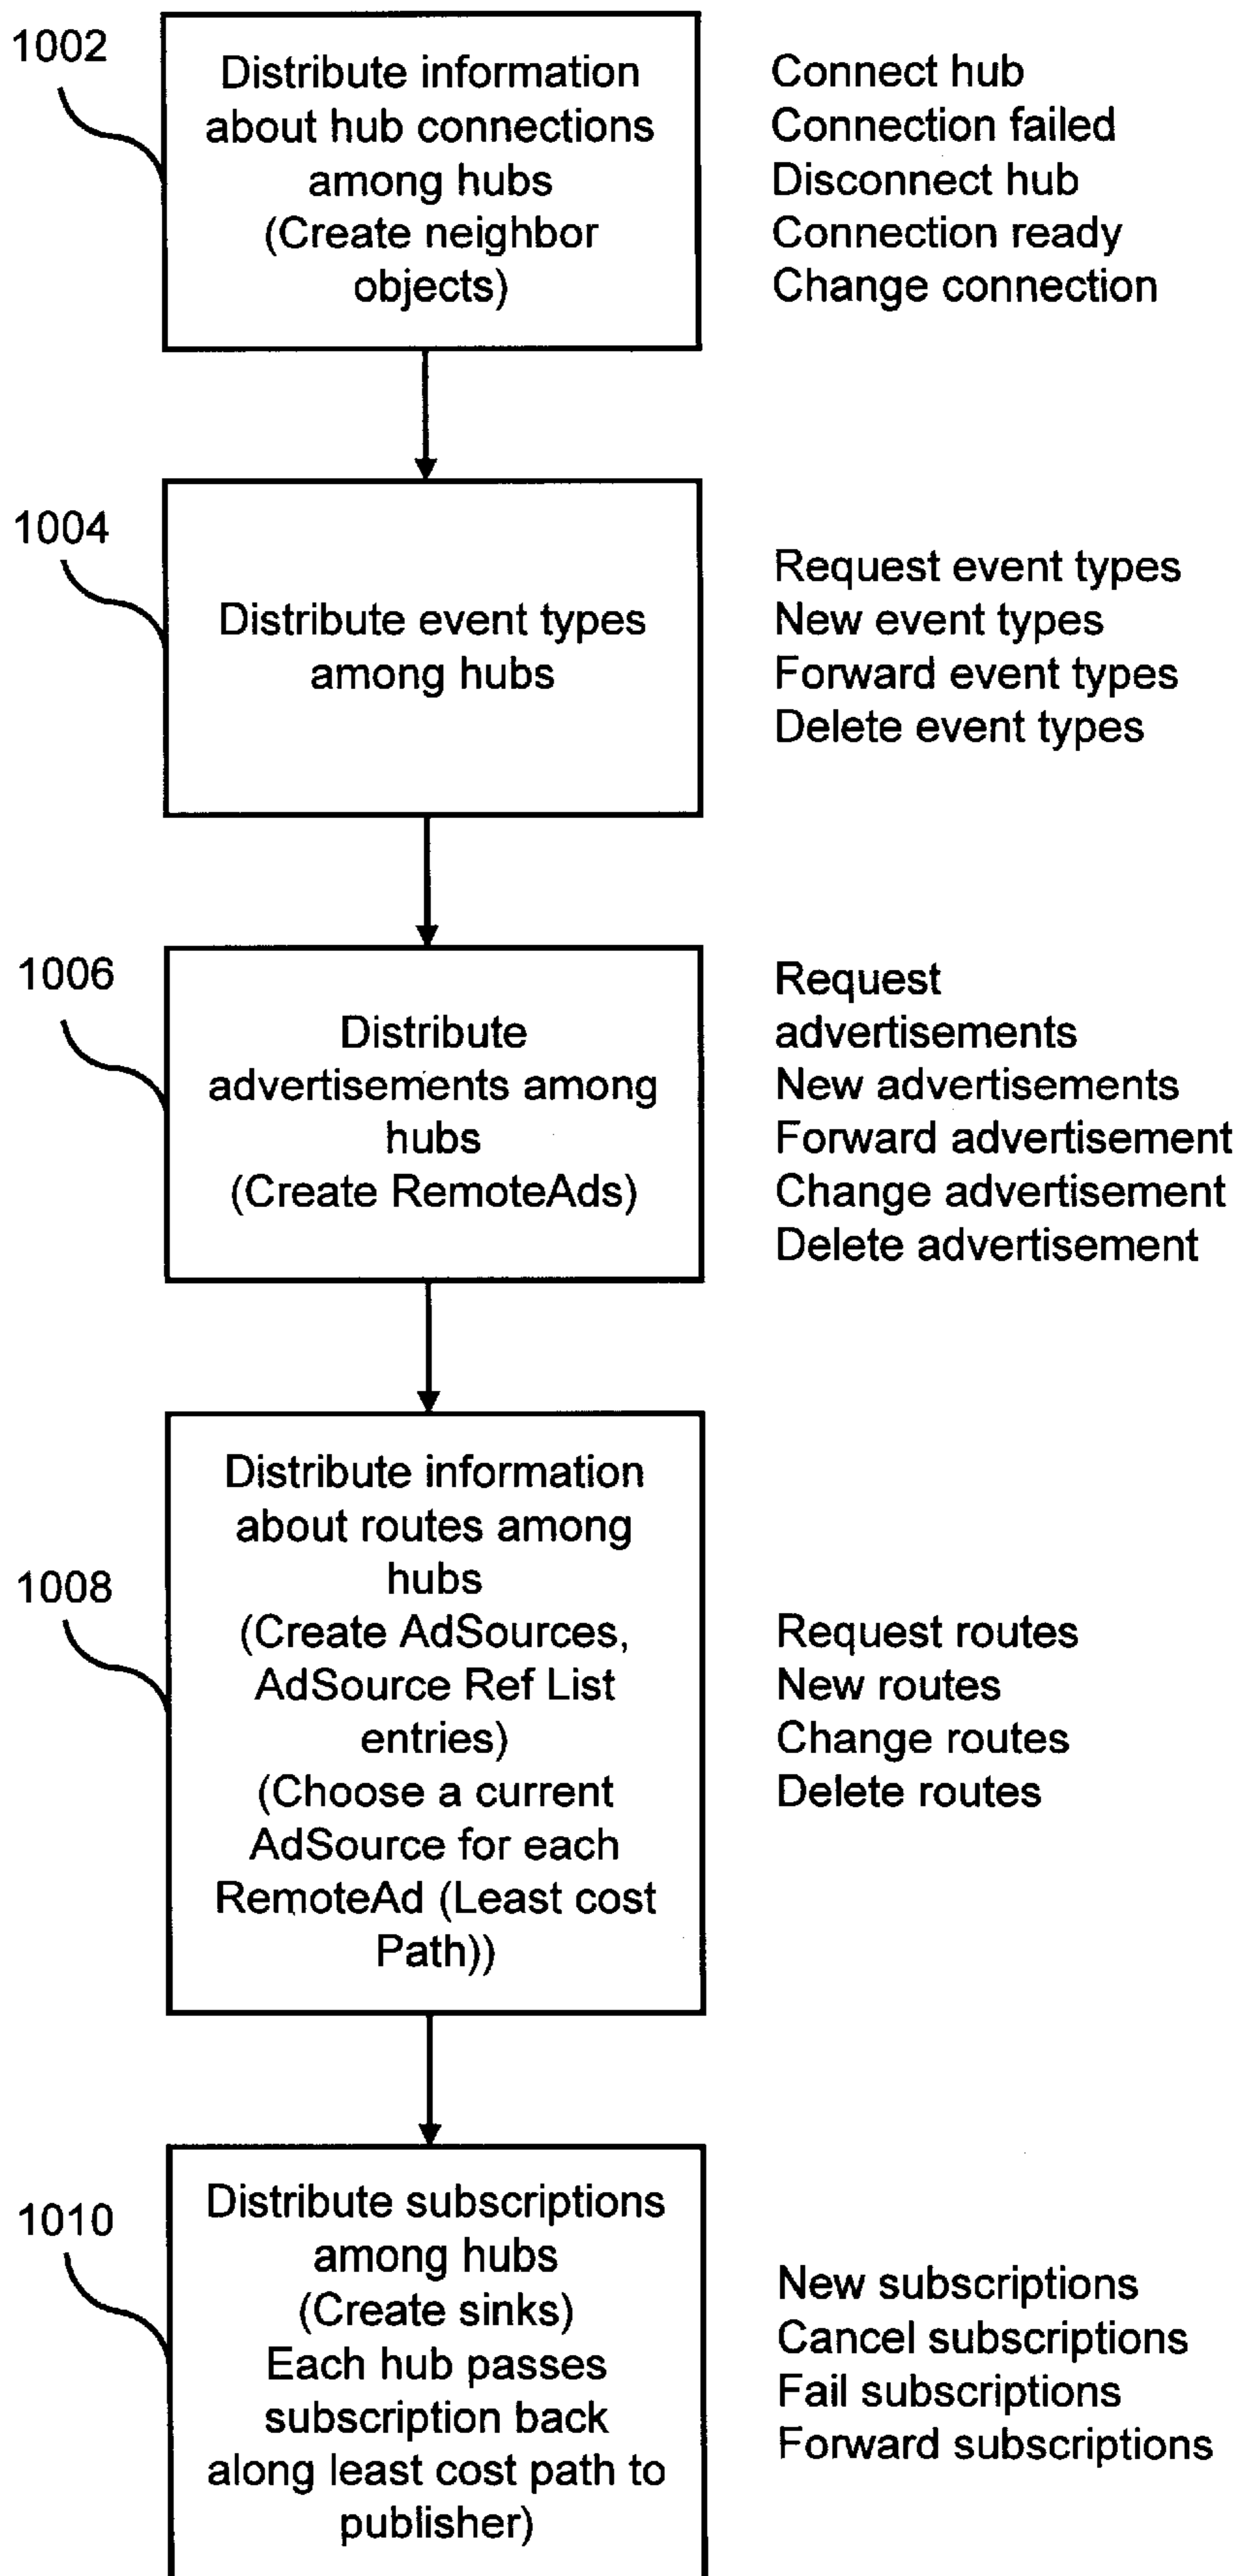 1002
Distribute information
about hub connections
among hubs
(Create neighbor
objects)
Connect hub
Connection failed
Disconnect hub
Connection ready
Change connection
1004
Distribute event types
among hubs
Request event types
New event types
Forward event types
Delete event types
1006
Distribute
advertisements among
hubs
(Create RemoteAds)
Request
advertisements
New advertisements
Forward advertisement
Change advertisement
Delete advertisement
1008
Distribute information
about routes among
hubs
(Create AdSources,
AdSource Ref List
entries)
(Choose a current
AdSource for each
RemoteAd (Least cost
Path))
Request routes
New routes
Change routes
Delete routes
1010
Distribute subscriptions
among hubs
(Create sinks)
Each hub passes
subscription back
along least cost path to
publisher)
New subscriptions
Cancel subscriptions
Fail subscriptions
Forward subscriptions